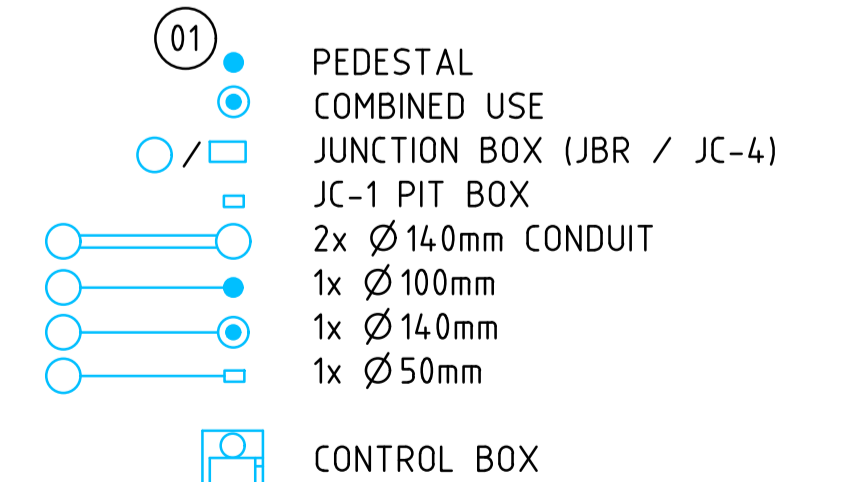 01
PEDESTAL
COMBINED USE
/ JUNCTION BOX (JBR / JC-4)
JC-1 PIT BOX
2x Ø140mm CONDUIT
1x Ø100mm
1x Ø140mm
1x Ø50mm
CONTROL BOX